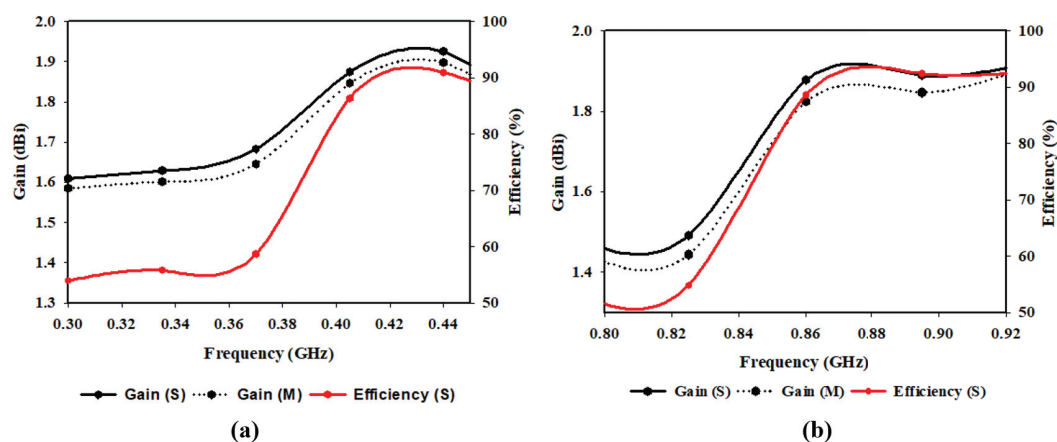 2.0
1.9
1.8
1.7
1.6
1.5
1.4
1.3
Gain (dBi)
100
90
80
70
60
50
Efficiency (%)
0.30 0.32 0.34 0.36 0.38 0.40 0.42 0.44
Frequency (GHz)
Gain (S) Gain (M) Efficiency (S)
(a)
2.0
1.8
1.6
1.4
Gain (dBi)
100
90
80
70
60
50
Efficiency (%)
0.80 0.82 0.84 0.86 0.88 0.90 0.92
Frequency (GHz)
Gain (S) Gain (M) Efficiency (S)
(b)